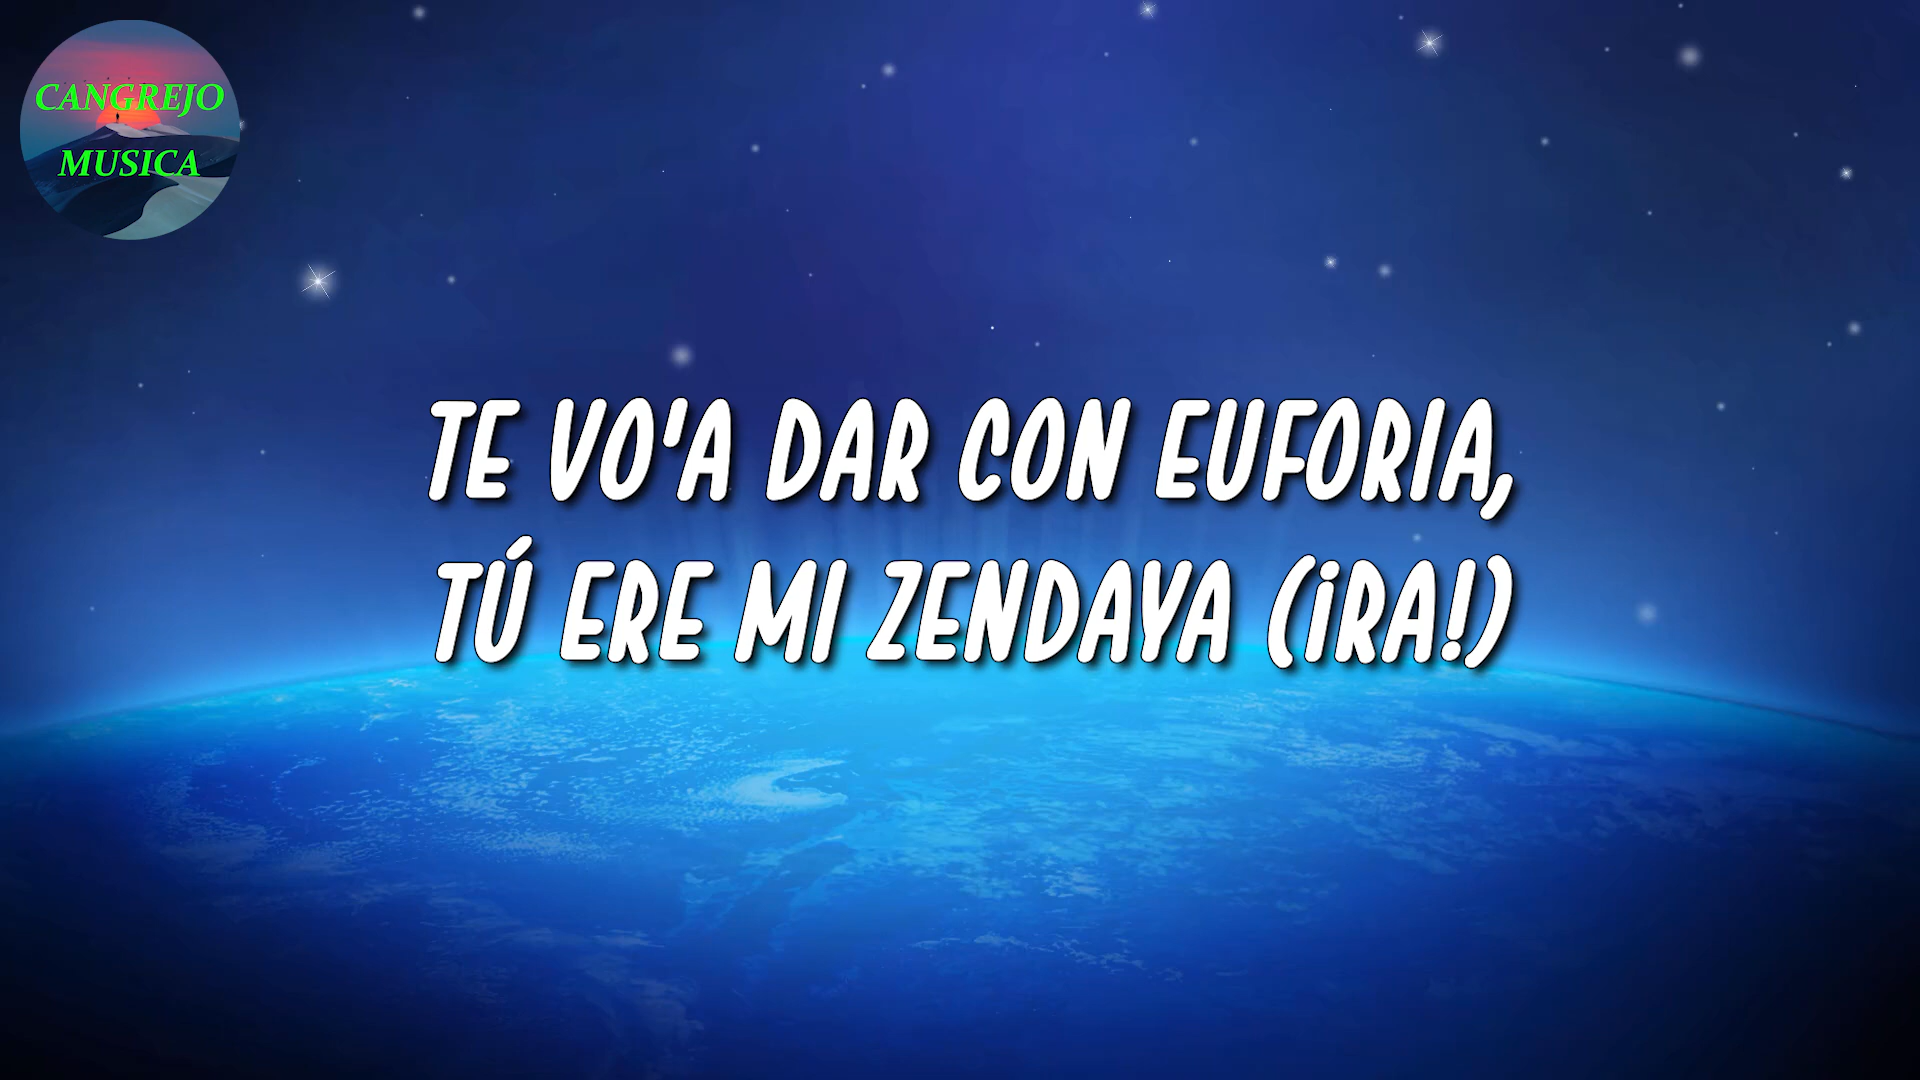 CANGREJO
MUSICA
TE VO'A DAR CON EUFORIA,
TÚ ERE MI ZENDAYA (¡RA!)